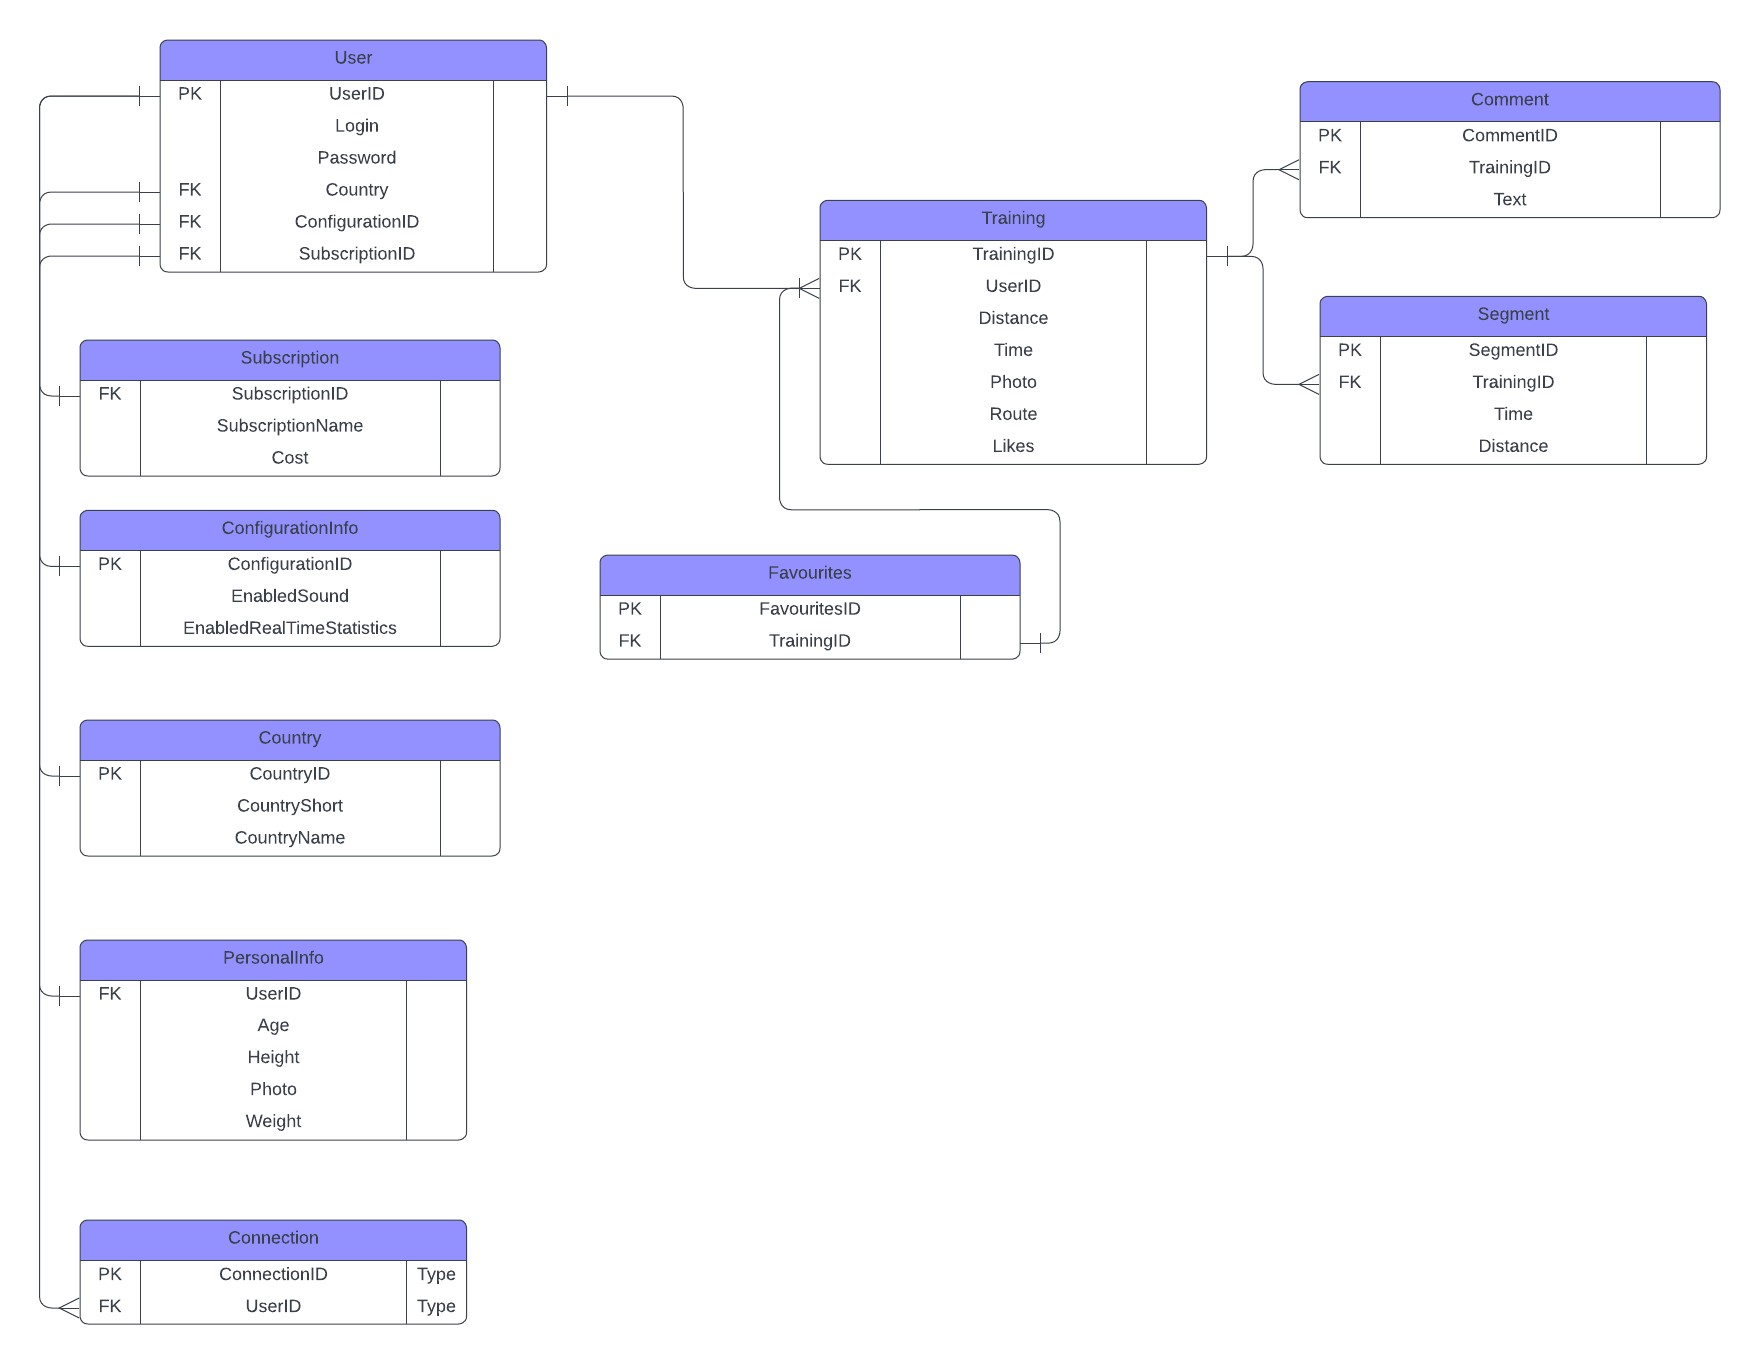 User
PK UserID
Login
Password
FK Country
FK ConfigurationID
FK SubscriptionID
Subscription
FK SubscriptionID
SubscriptionName
Cost
ConfigurationInfo
PK ConfigurationID
EnabledSound
EnabledRealTimeStatistics
Country
PK CountryID
CountryShort
CountryName
PersonalInfo
FK UserID
Age
Height
Photo
Weight
Connection
PK ConnectionID Type
FK UserID Type
Training
PK TrainingID
FK UserID
Distance
Time
Photo
Route
Likes
Favourites
PK FavouritesID
FK TrainingID
Comment
PK CommentID
FK TrainingID
Text
Segment
PK SegmentID
FK TrainingID
Time
Distance